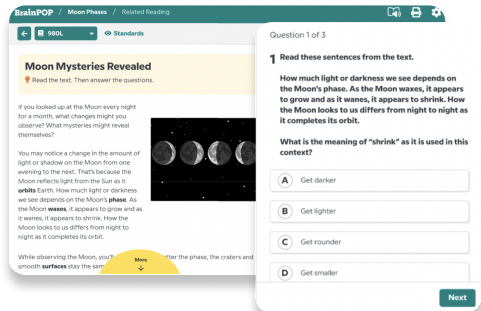 BrainPOP / Moon Phases / Related Reading
980L
Standards
Moon Mysteries Revealed
Read the text. Then answer the questions.
If you looked up at the Moon every night
for a month, what changes might you
observe? What mysteries might reveal
themselves?
You may notice a change in the amount of
light or shadow on the Moon from one
evening to the next. That's because the
Moon reflects light from the Sun as it
orbits Earth. How much light or darkness
we see depends on the Moon's phase. As
the Moon waxes, it appears to grow and as
it wanes, it appears to shrink. How the
Moon looks to us differs from night to
night as it completes its orbit.
While observing the Moon, you'll
tter the phase, the craters and
smooth surfaces stay the sam
More
Question 1 of 3
1 Read these sentences from the text.
How much light or darkness we see depends on
the Moon's phase. As the Moon waxes, it appears
to grow and as it wanes, it appears to shrink. How
the Moon looks to us differs from night to night as
it completes its orbit.
What is the meaning of "shrink" as it is used in this
context?
A Get darker
B Get lighter
C Get rounder
D Get smaller
Next